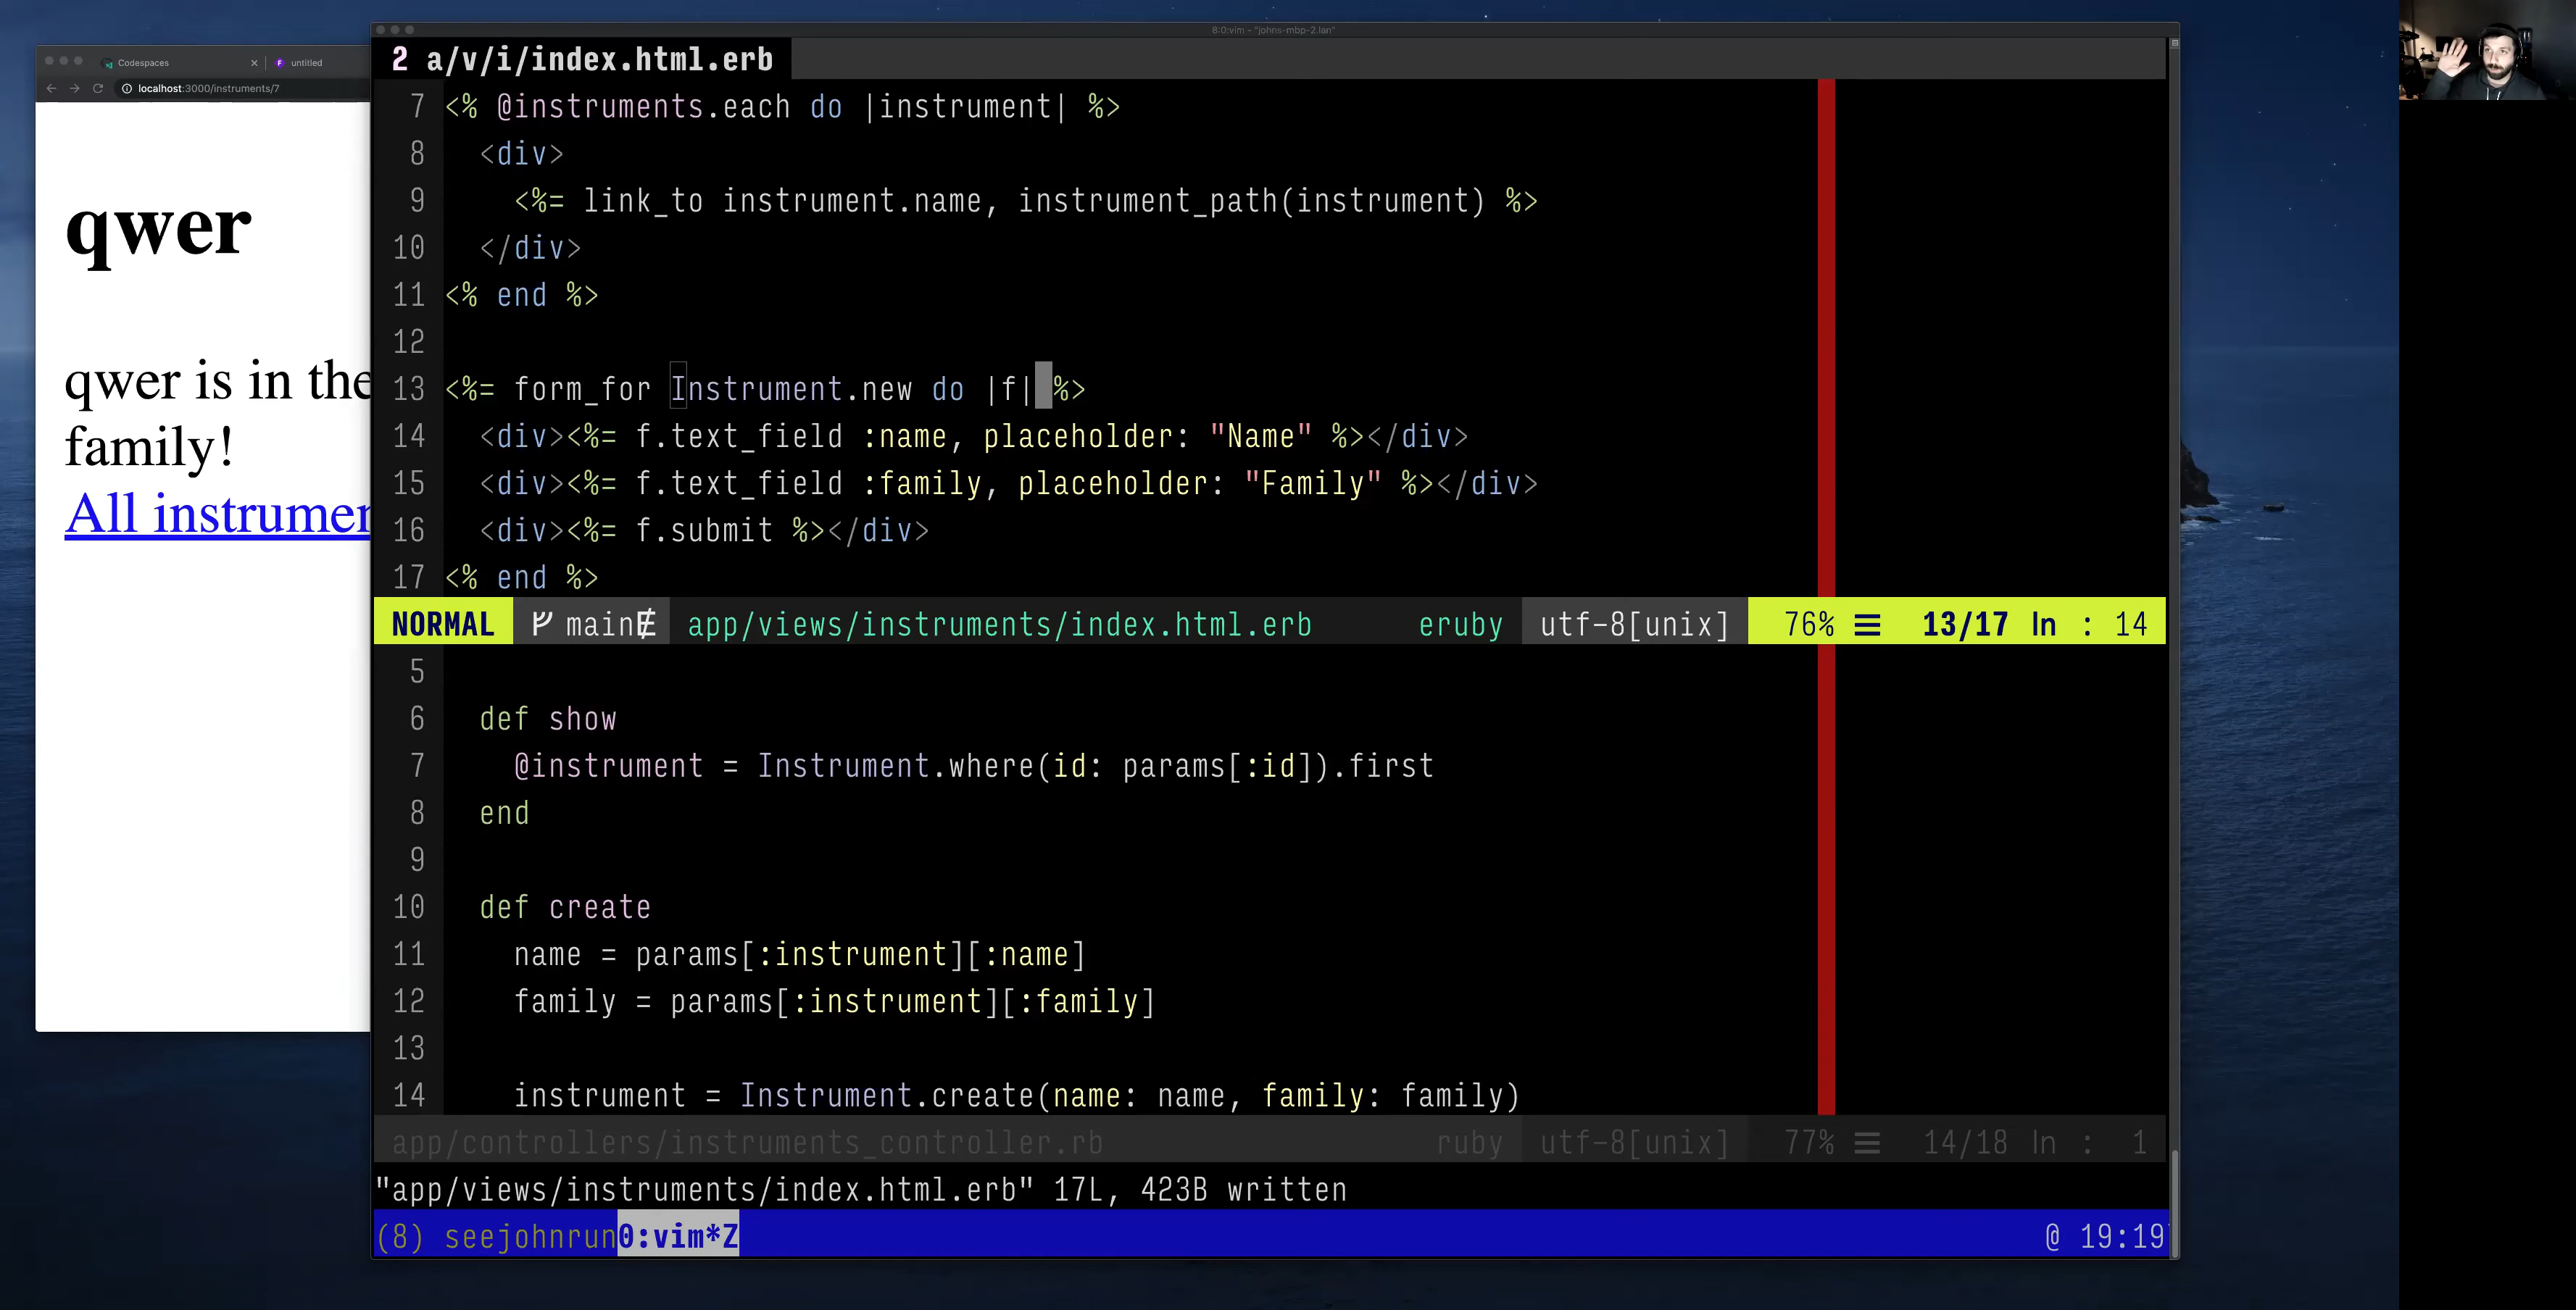 8:0:vim - "johns-mbp-2.lan"
Codespaces
untitled
localhost:3000/instruments/7
qwer
qwer is in the
family!
All instrumen
2 a/v/i/index.html.erb
7 <% @instruments.each do |instrument| %>
8 <div>
9 <%= link_to instrument.name, instrument_path(instrument) %>
10 </div>
11 <% end %>
12
13 <%= form_for Instrument.new do |f| %>
14 <div><%= f.text_field :name, placeholder: "Name" %></div>
15 <div><%= f.text_field :family, placeholder: "Family" %></div>
16 <div><%= f.submit %></div>
17 <% end %>
NORMAL main app/views/instruments/index.html.erb eruby utf-8[unix] 76% ☰ 13/17 ln : 14
5
6 def show
7 @instrument = Instrument.where(id: params[:id]).first
8 end
9
10 def create
11 name = params[:instrument][:name]
12 family = params[:instrument][:family]
13
14 instrument = Instrument.create(name: name, family: family)
app/controllers/instruments_controller.rb ruby utf-8[unix] 77% ☰ 14/18 ln : 1
"app/views/instruments/index.html.erb" 17L, 423B written
(8) seejohnrun0:vim*Z @ 19:19